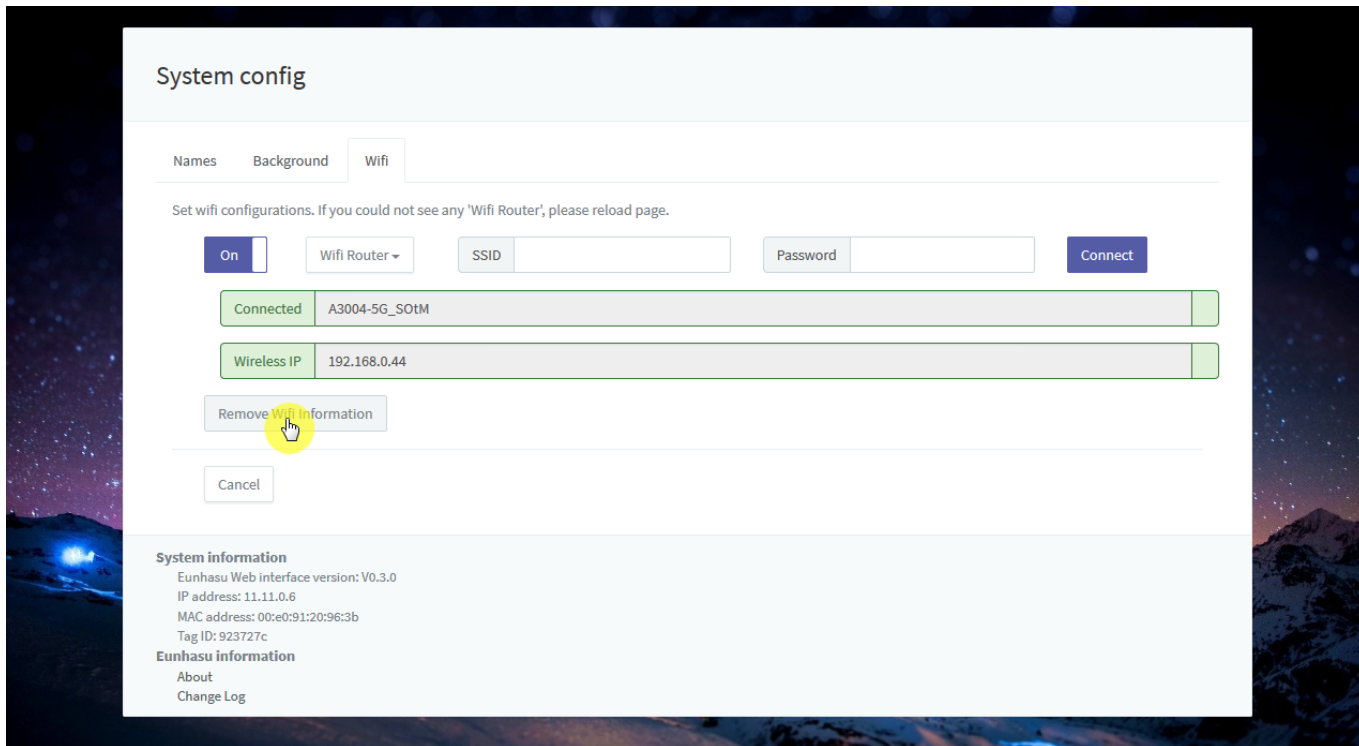 System config
Names Background Wifi
Set wifi configurations. If you could not see any 'Wifi Router', please reload page.
On Wifi Router SSID Password Connect
Connected A3004-5G_SOtM
Wireless IP 192.168.0.44
Remove Wifi Information
Cancel
System information
Eunhasu Web interface version: V0.3.0
IP address: 11.11.0.6
MAC address: 00:e0:91:20:96:3b
Tag ID: 923727c
Eunhasu information
About
Change Log